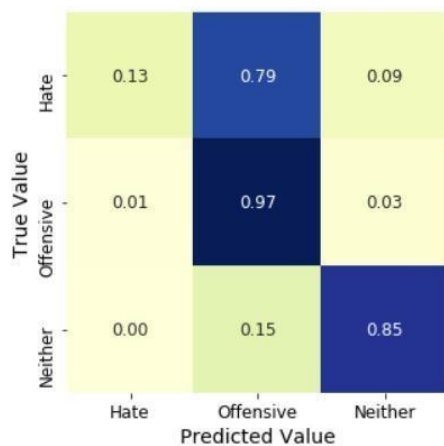 True Value
Hate
0.13 0.79 0.09
Offensive
0.01 0.97 0.03
Neither
0.00 0.15 0.85
Hate Offensive Neither
Predicted Value